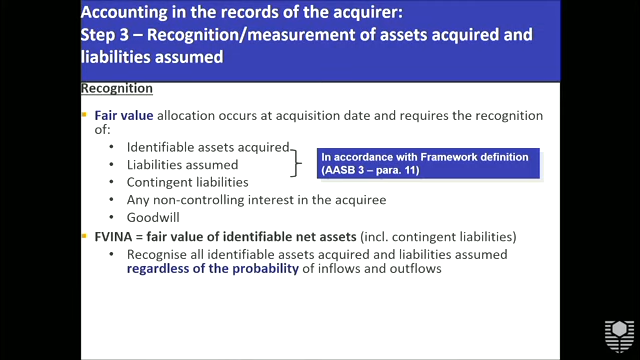 Accounting in the records of the acquirer:
Step 3 – Recognition/measurement of assets acquired and
liabilities assumed
Recognition
Fair value allocation occurs at acquisition date and requires the recognition
of:
• Identifiable assets acquired
• Liabilities assumed
• Contingent liabilities
In accordance with Framework definition
(AASB 3 – para. 11)
• Any non-controlling interest in the acquiree
• Goodwill
FVINA = fair value of identifiable net assets (incl. contingent liabilities)
• Recognise all identifiable assets acquired and liabilities assumed
regardless of the probability of inflows and outflows